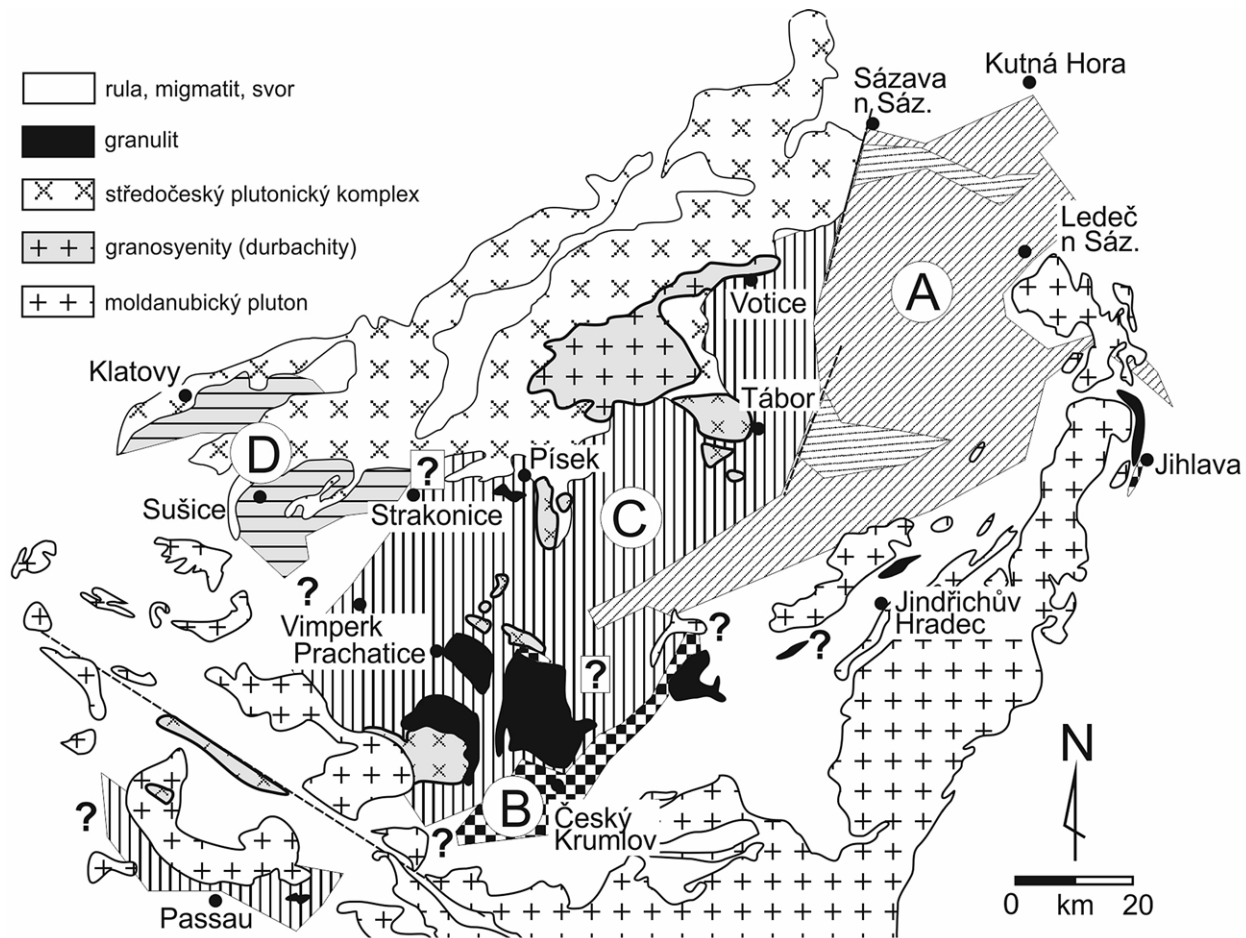 rula, migmatit, svor
granulit
středočeský plutonický komplex
granosyenity (durbachity)
moldanubický pluton
Kutná Hora
Sázava
n Sáz.
Ledeč
n Sáz.
A
Votice
Klatovy
Tábor
D
?
Písek
Jihlava
Sušice
Strakonice
C
?
Vimperk
Jindřichův
Hradec
Prachatice
?
?
?
N
B
Český
Krumlov
?
?
Passau
0 km 20